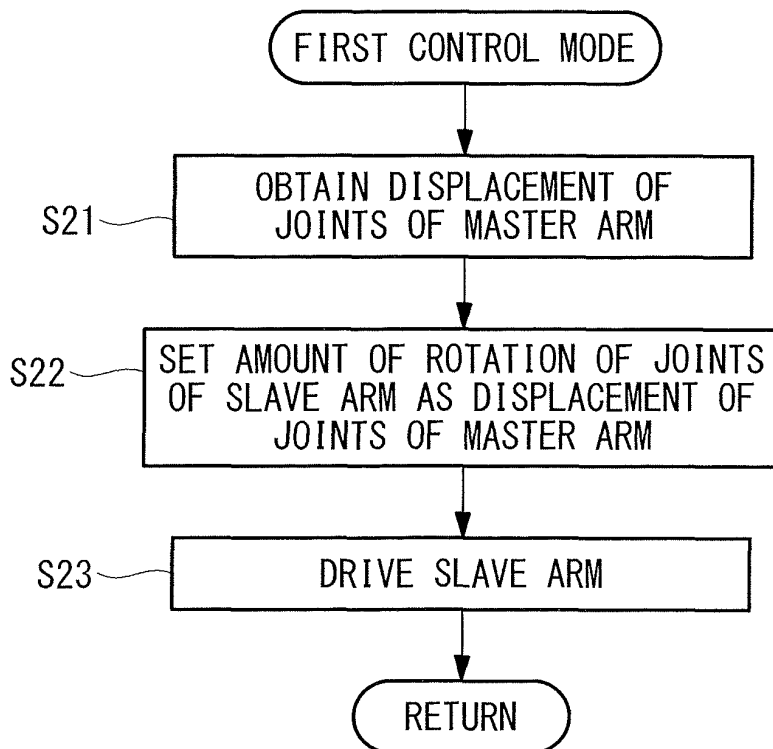 FIRST CONTROL MODE
S21
OBTAIN DISPLACEMENT OF
JOINTS OF MASTER ARM
S22
SET AMOUNT OF ROTATION OF JOINTS
OF SLAVE ARM AS DISPLACEMENT OF
JOINTS OF MASTER ARM
S23
DRIVE SLAVE ARM
RETURN